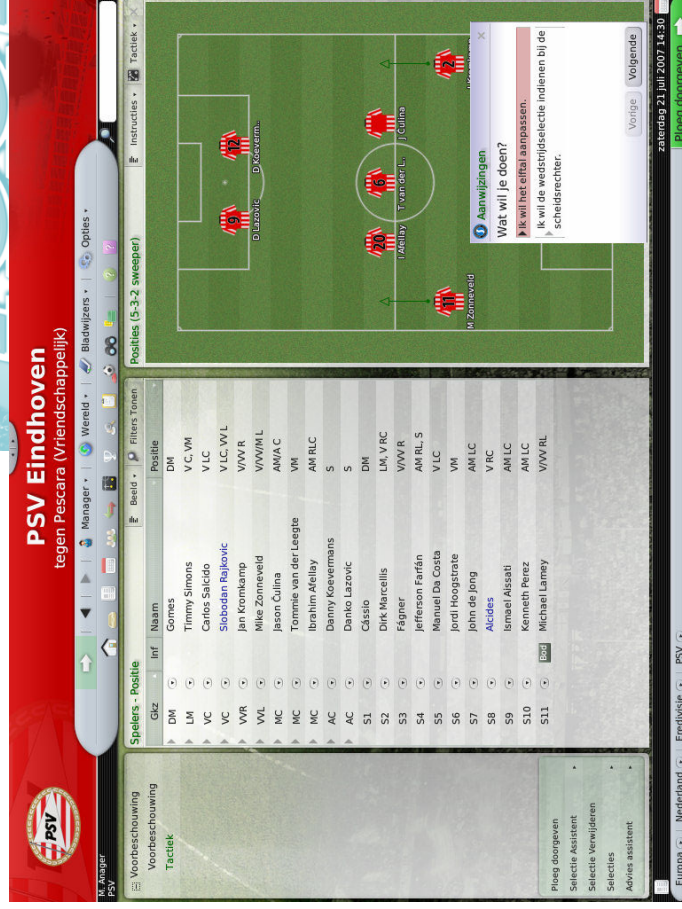 PSV Eindhoven
tegen Pescara (Vriendschappelijk)
PSV
Manager
Wereld
Bladwijzers
Opties
M. Anager
PSV
Voorbeschouwing
Voorbeschouwing
Tactiek
Ploeg doorgeven
Selectie Assistent
Selectie Verwijderen
Selecties
Advies assistent
Spelers - Positie
Beeld
Filters Tonen
Gkz Inf Naam Positie
DM Gomes DM
LM Timmy Simons V C, VM
VC Carlos Salcido V LC
VC Slobodan Rajkovic V LC, VV L
VVR Jan Kromkamp V/VV R
VVL Mike Zonneveld V/VV/M L
MC Jason Čulina AM/A C
MC Tommie van der Leegte VM
MC Ibrahim Afellay AM RLC
AC Danny Koevermans S
AC Danko Lazovic S
S1 Cássio DM
S2 Dirk Marcellis LM, V RC
S3 Fágner V/VV R
S4 Jefferson Farfán AM RL, S
S5 Manuel Da Costa V LC
S6 Jordi Hoogstrate VM
S7 John de Jong AM LC
S8 Alcides V RC
S9 Ismael Aissati AM LC
S10 Kenneth Perez AM LC
S11 Bod Michael Lamey V/VV RL
Posities (5-3-2 sweeper)
Instructies
Tactiek
9
D Lazovic
12
D Koeverm..
20
I Afellay
6
T van der L..
J Culina
11
M Zonneveld
2
Aanwijzingen
Wat wil je doen?
Ik wil het elftal aanpassen.
Ik wil de wedstrijdselectie indienen bij de
scheidsrechter.
Vorige
Volgende
zaterdag 21 juli 2007 14:30
Ploeg doorgeven
Europa
Nederland
Eredivisie
PSV